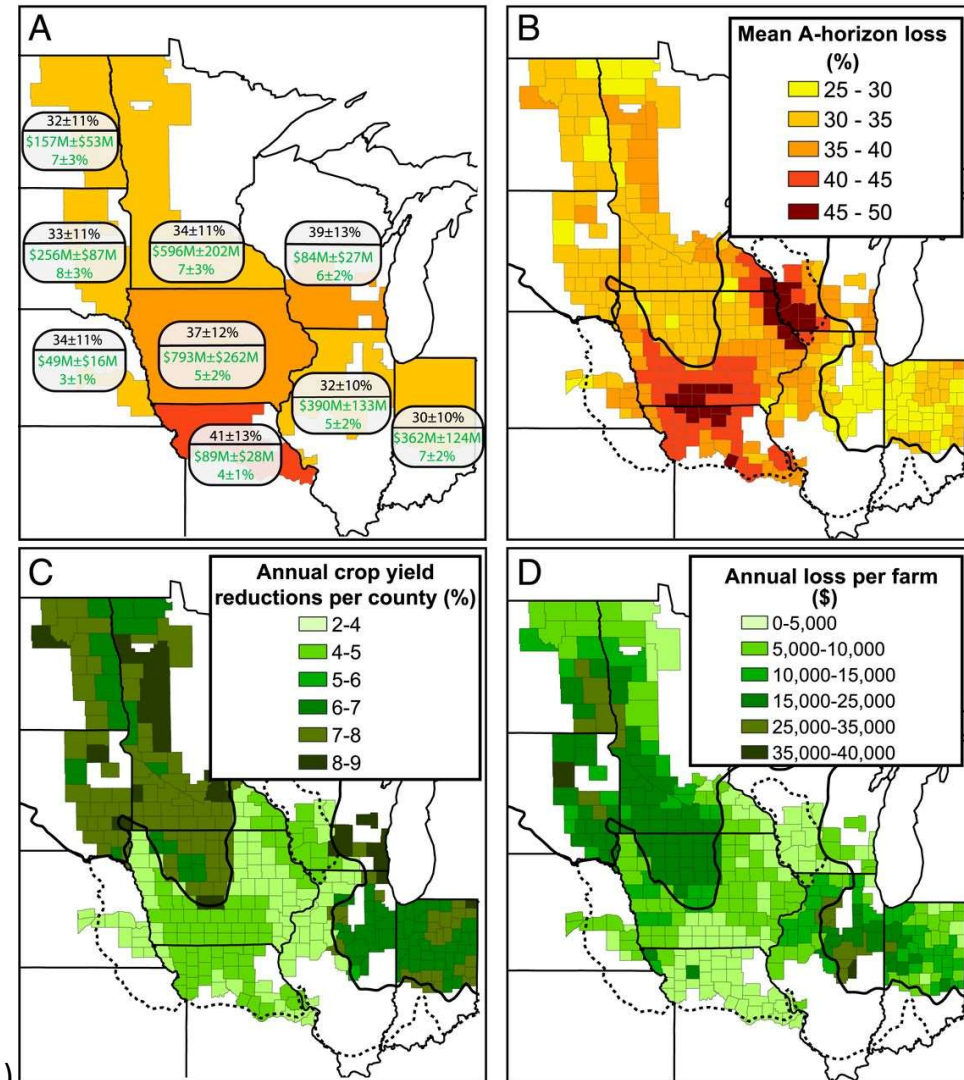 A
32±11%
$157M±$53M
7±3%
33±11%
$256M±$87M
8±3%
34±11%
$596M±202M
7±3%
39±13%
$84M±$27M
6±2%
34±11%
$49M±$16M
3±1%
37±12%
$793M±$262M
5±2%
32±10%
$390M±133M
5±2%
30±10%
$362M±124M
7±2%
41±13%
$89M±$28M
4±1%
B
Mean A-horizon loss
(%)
25 - 30
30 - 35
35 - 40
40 - 45
45 - 50
C
Annual crop yield
reductions per county (%)
2-4
4-5
5-6
6-7
7-8
8-9
D
Annual loss per farm
($)
0-5,000
5,000-10,000
10,000-15,000
15,000-25,000
25,000-35,000
35,000-40,000
)